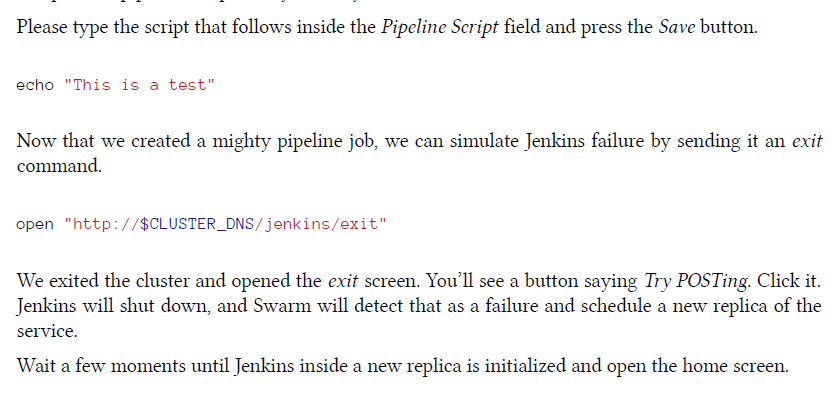 Please type the script that follows inside the Pipeline Script field and press the Save button.
echo "This is a test"
Now that we created a mighty pipeline job, we can simulate Jenkins failure by sending it an exit
command.
open "http://$CLUSTER_DNS/jenkins/exit"
We exited the cluster and opened the exit screen. You’ll see a button saying Try POSTing. Click it.
Jenkins will shut down, and Swarm will detect that as a failure and schedule a new replica of the
service.
Wait a few moments until Jenkins inside a new replica is initialized and open the home screen.